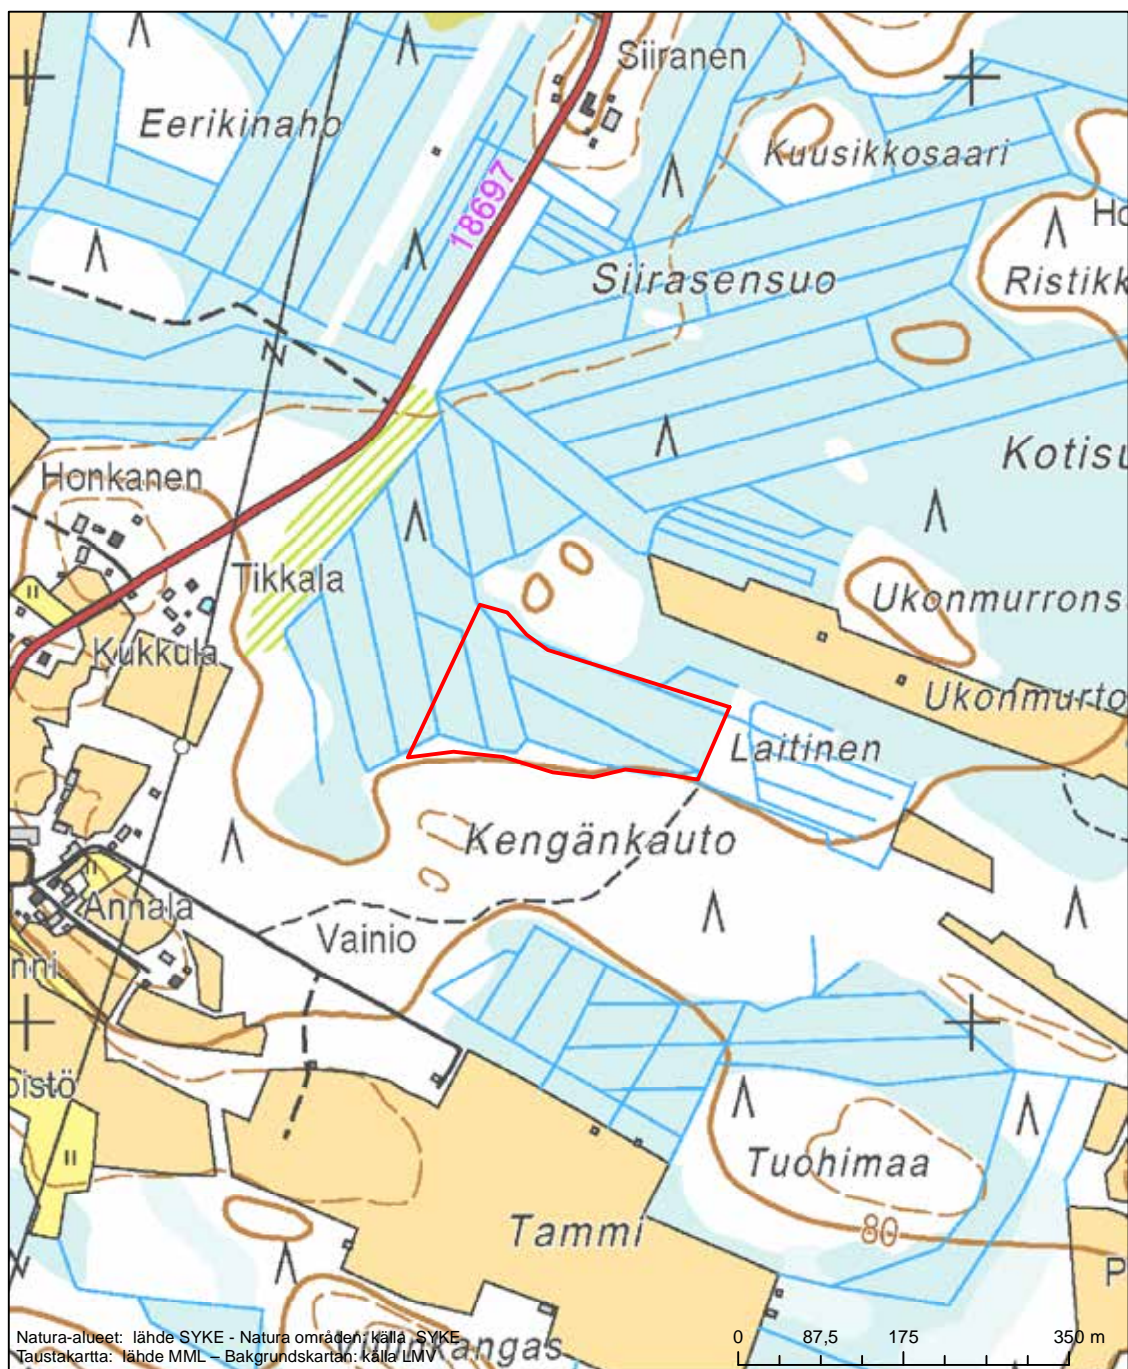 Siiranen
Eerikinaho
Kuusikkosaari
18697
Siirasensuo
Ristikk
Kotisu
Honkanen
Tikkala
Kukkula
Ukonmurrons
Ukonmurto
Laitinen
Kengänkauto
Annala
Vainio
nni
pistö
Tuohimaa
Tammi
80
P
Natura-alueet: lähde SYKE - Natura områden: källa SYKE
Taustakartta: lähde MML – Bakgrundskartan: källa LMV
0 87,5 175 350 m